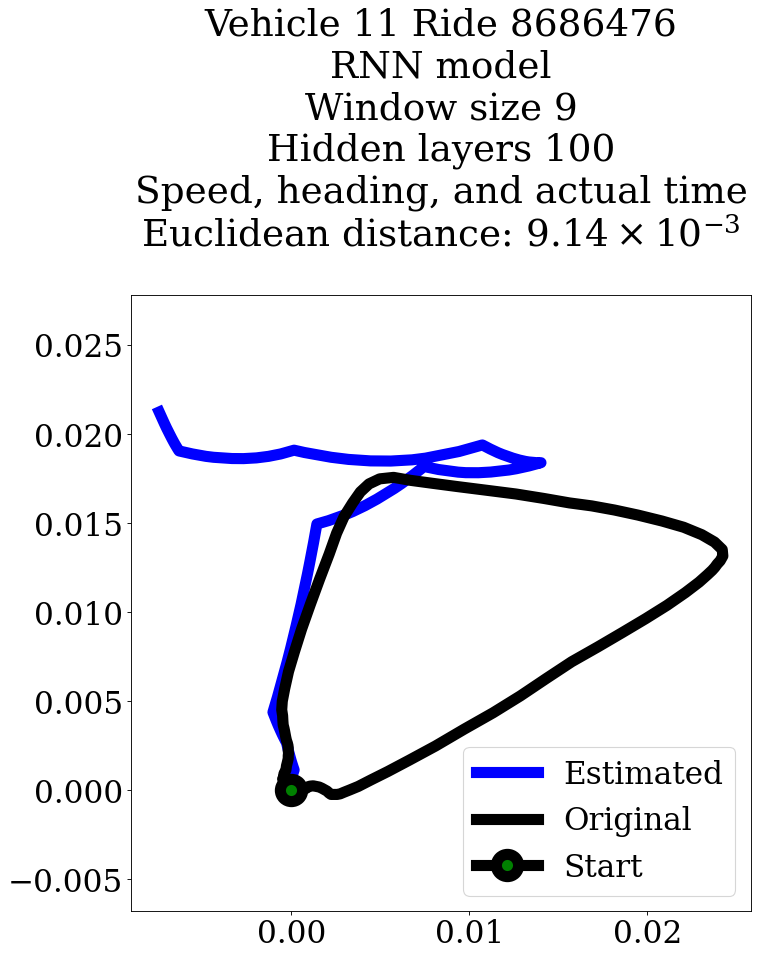 Vehicle 11 Ride 8686476
RNN model
Window size 9
Hidden layers 100
Speed, heading, and actual time
Euclidean distance: 9.14 × 10⁻³
0.025
0.020
0.015
0.010
0.005
0.000
−0.005
0.00 0.01 0.02
Estimated
Original
Start